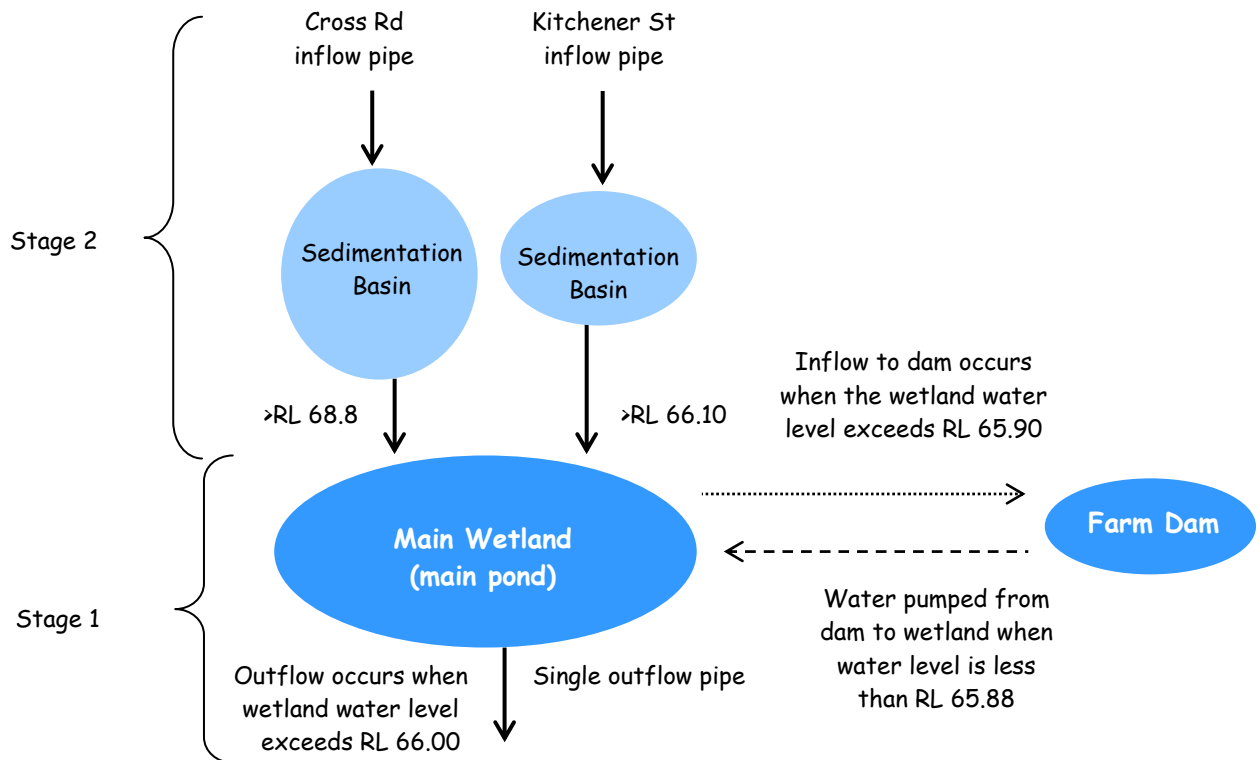 Cross Rd
inflow pipe
Kitchener St
inflow pipe
Stage 2
Sedimentation
Basin
Sedimentation
Basin
>RL 68.8
>RL 66.10
Inflow to dam occurs
when the wetland water
level exceeds RL 65.90
Main Wetland
(main pond)
Farm Dam
Stage 1
Water pumped from
dam to wetland when
water level is less
than RL 65.88
Outflow occurs when
wetland water level
exceeds RL 66.00
Single outflow pipe